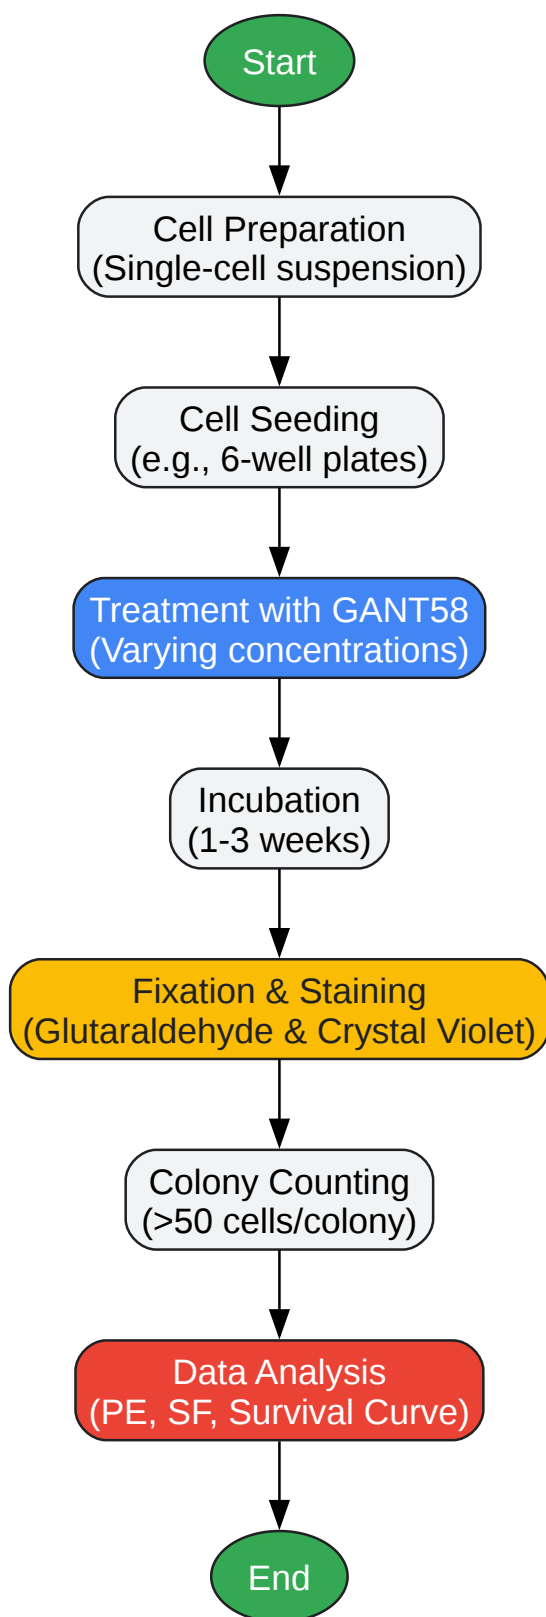 Start
Cell Preparation
(Single-cell suspension)
Cell Seeding
(e.g., 6-well plates)
Treatment with GANT58
(Varying concentrations)
Incubation
(1-3 weeks)
Fixation & Staining
(Glutaraldehyde & Crystal Violet)
Colony Counting
(>50 cells/colony)
Data Analysis
(PE, SF, Survival Curve)
End